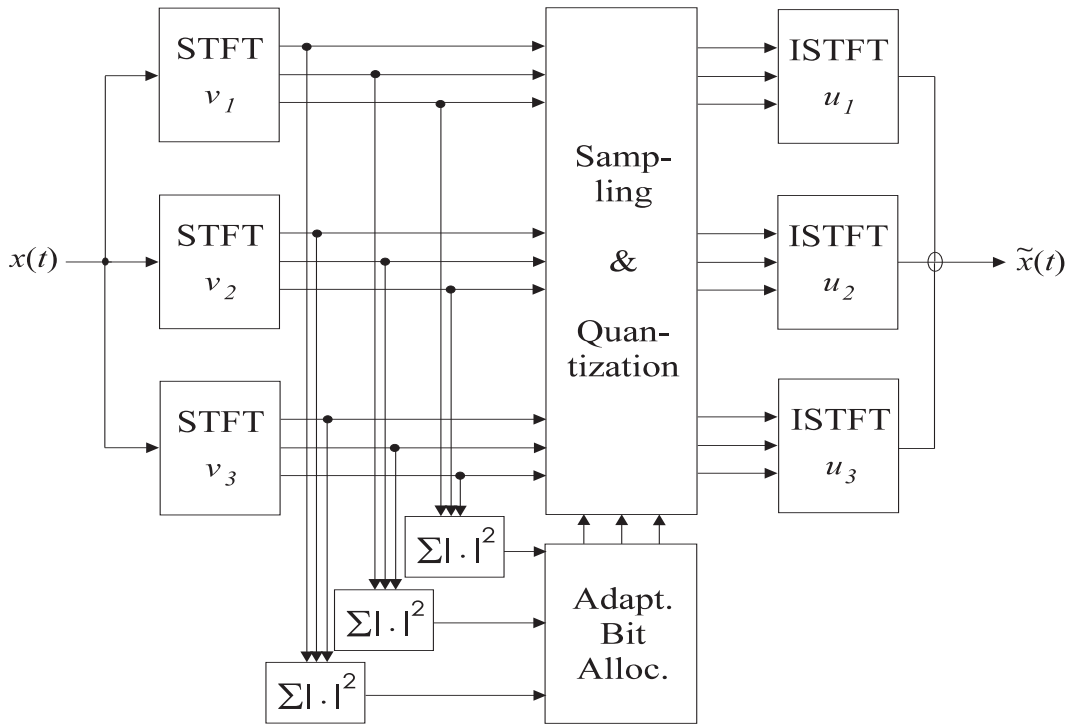 STFT
v1
STFT
v2
STFT
v3
x(t)
Samp-
ling
&
Quan-
tization
ISTFT
u1
ISTFT
u2
ISTFT
u3
x̃(t)
Σ|·|²
Σ|·|²
Σ|·|²
Adapt.
Bit
Alloc.